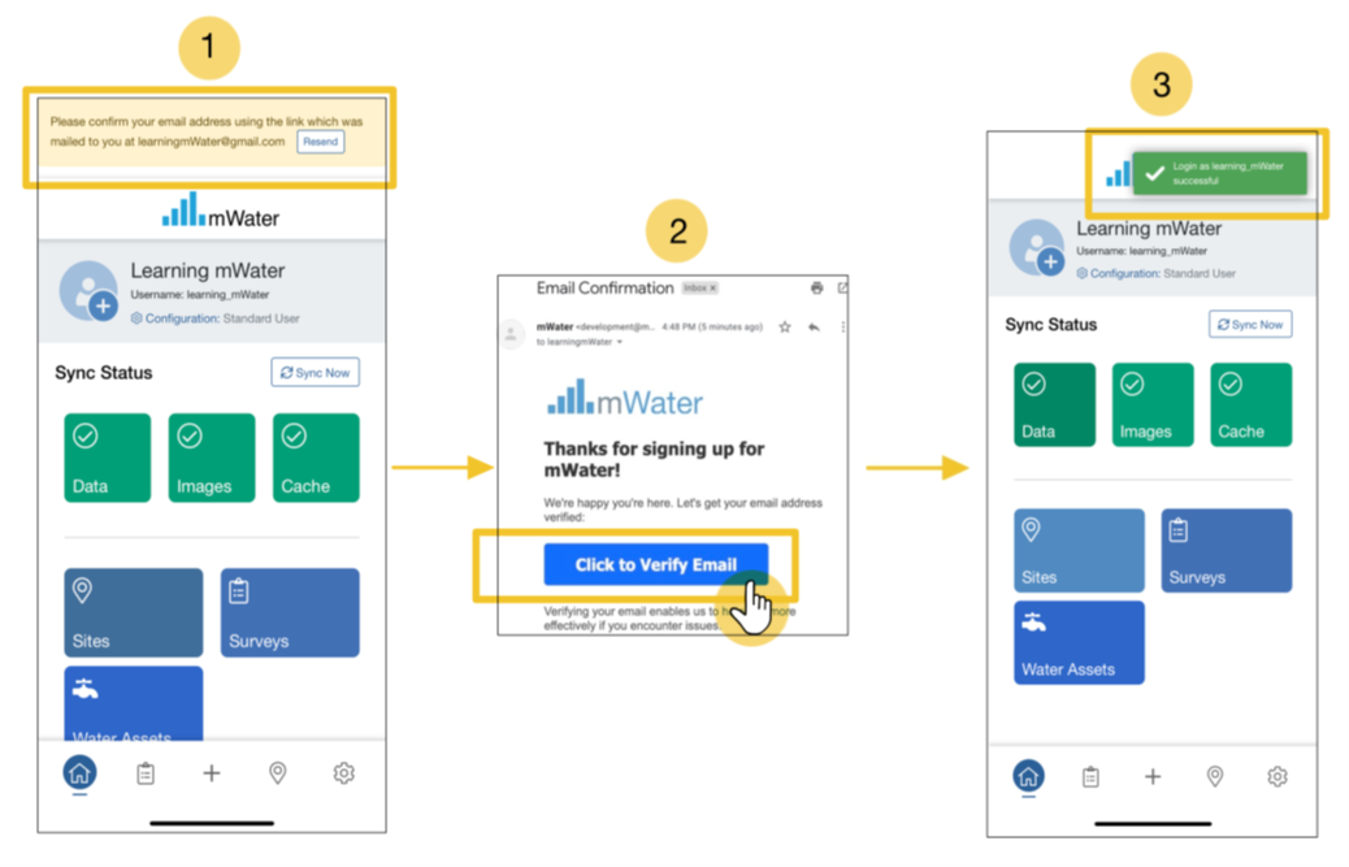 1
Please confirm your email address using the link which was
mailed to you at learningmWater@gmail.com Resend
mWater
Learning mWater
Username: learning_mWater
Configuration: Standard User
Sync Status Sync Now
Data Images Cache
Sites Surveys
Water Assets
2
Email Confirmation Inbox x
mWater <development@m... 4:48 PM (5 minutes ago)
to learningmWater
mWater
Thanks for signing up for
mWater!
We're happy you're here. Let's get your email address
verified:
Click to Verify Email
Verifying your email enables us to more
effectively if you encounter issues.
3
Login as learning_mWater
successful
Learning mWater
Username: learning_mWater
Configuration: Standard User
Sync Status Sync Now
Data Images Cache
Sites Surveys
Water Assets